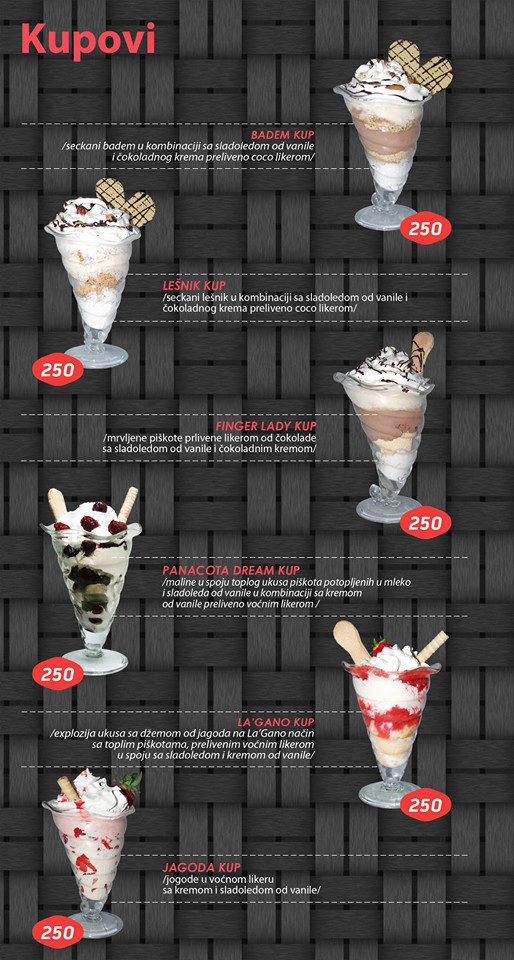 Kupovi
BADEM KUP
/seckani badem u kombinaciji sa sladoledom od vanile
i čokoladnog krema preliveno coco likerom/
250
LEŠNIK KUP
/seckani lešnik u kombinaciji sa sladoledom od vanile i
čokoladnog krema preliveno coco likerom/
250
FINGER LADY KUP
/mrvljene piškote prlivene likerom od čokolade
sa sladoledom od vanile i čokoladnim kremom/
250
PANACOTA DREAM KUP
/maline u spoju toplog ukusa piškota potopljenih u mleko
i sladoleda od vanile u kombinaciji sa kremom
od vanile preliveno voćnim likerom /
250
LA'GANO KUP
/explozija ukusa sa džemom od jagoda na La'Gano način
sa toplim piškotama, prelivenim voćnim likerom
u spoju sa sladoledom i kremom od vanile/
250
JAGODA KUP
/jogode u voćnom likeru
sa kremom i sladoledom od vanile/
250